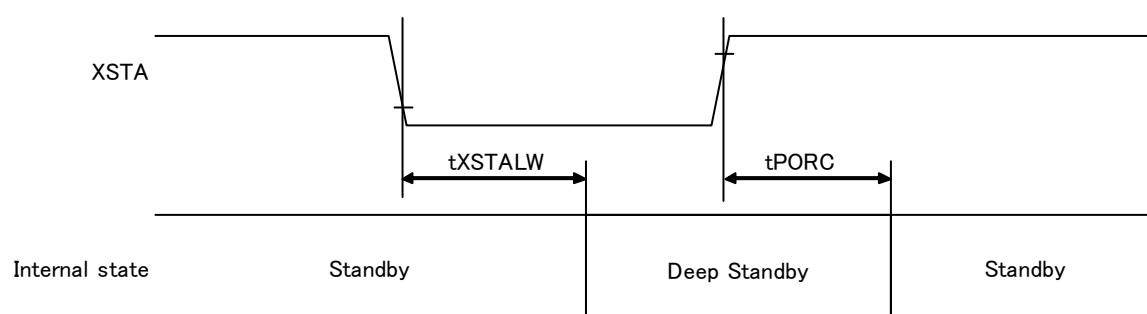 XSTA
tXSTALW
tPORC
Internal state
Standby
Deep Standby
Standby